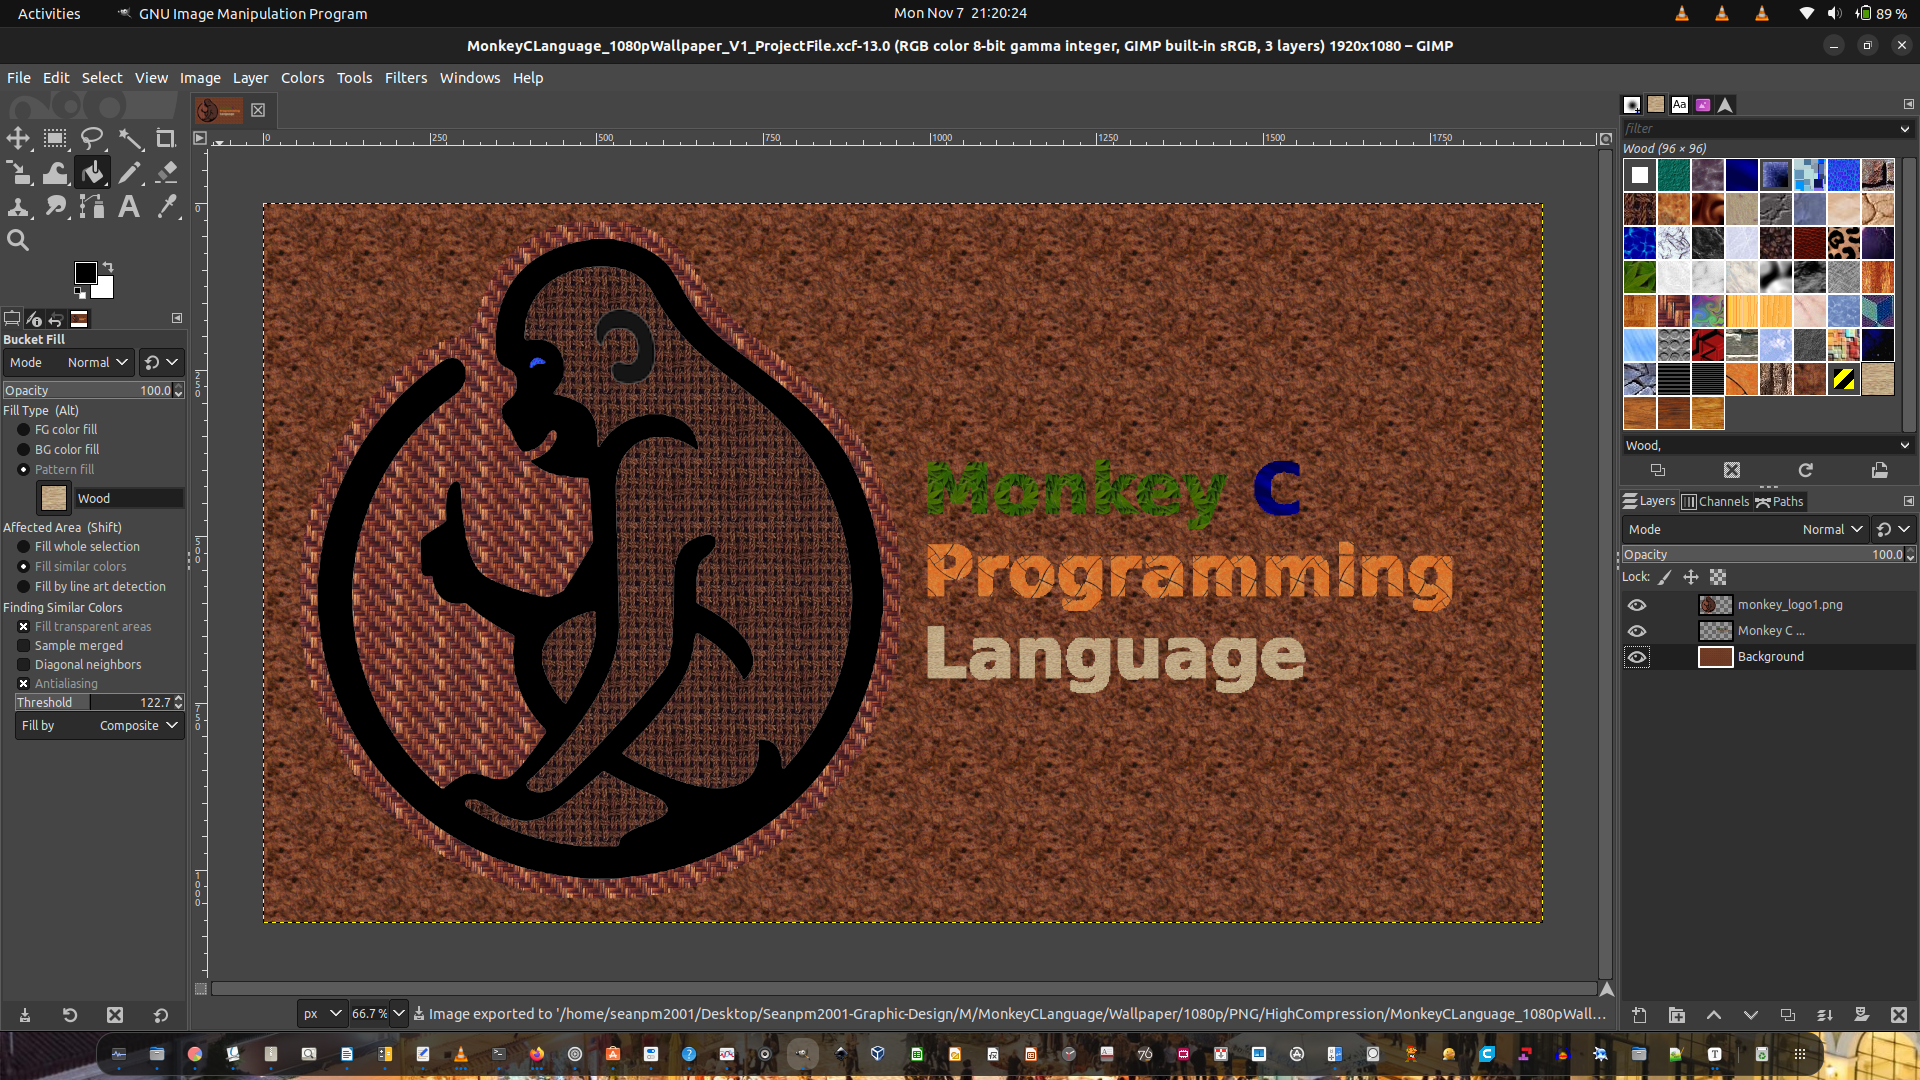 Activities
GNU Image Manipulation Program
Mon Nov 7 21:20:24
89 %
MonkeyCLanguage_1080pWallpaper_V1_ProjectFile.xcf-13.0 (RGB color 8-bit gamma integer, GIMP built-in sRGB, 3 layers) 1920x1080 – GIMP
File Edit Select View Image Layer Colors Tools Filters Windows Help
0 250 500 750 1000 1250 1500 1750
0
250
500
750
1000
Bucket Fill
Mode Normal
Opacity 100.0
Fill Type (Alt)
FG color fill
BG color fill
Pattern fill
Wood
Affected Area (Shift)
Fill whole selection
Fill similar colors
Fill by line art detection
Finding Similar Colors
Fill transparent areas
Sample merged
Diagonal neighbors
Antialiasing
Threshold 122.7
Fill by Composite
Monkey C
Programming
Language
Aa
filter
Wood (96 × 96)
Wood,
Layers Channels Paths
Mode Normal
Opacity 100.0
Lock:
monkey_logo1.png
Monkey C ...
Background
px 66.7 % Image exported to '/home/seanpm2001/Desktop/Seanpm2001-Graphic-Design/M/MonkeyCLanguage/Wallpaper/1080p/PNG/HighCompression/MonkeyCLanguage_1080pWall…